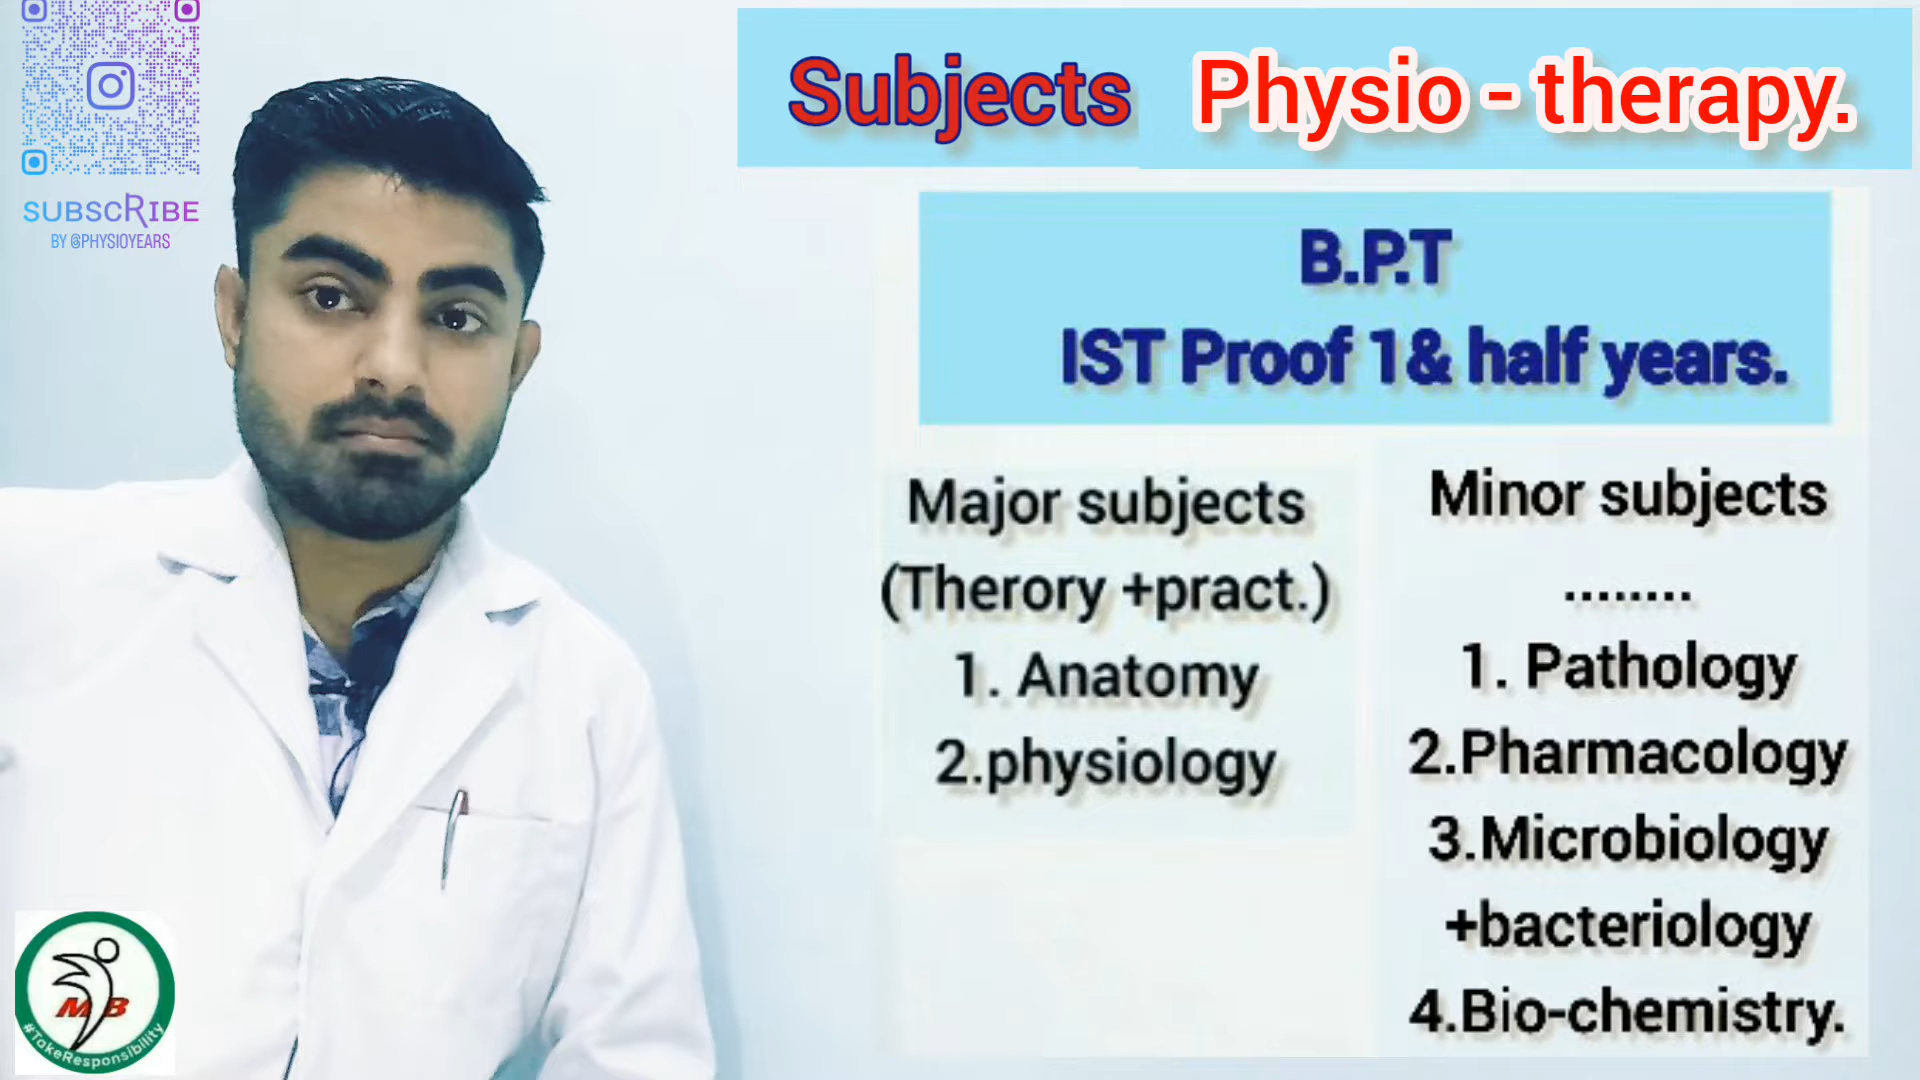 SUBSCRIBE
BY @PHYSIOYEARS
Subjects Physio - therapy.
B.P.T
IST Proof 1& half years.
Major subjects
(Therory +pract.)
1. Anatomy
2.physiology
Minor subjects
........
1. Pathology
2.Pharmacology
3.Microbiology
+bacteriology
4.Bio-chemistry.
MB
#TakeResponsibility